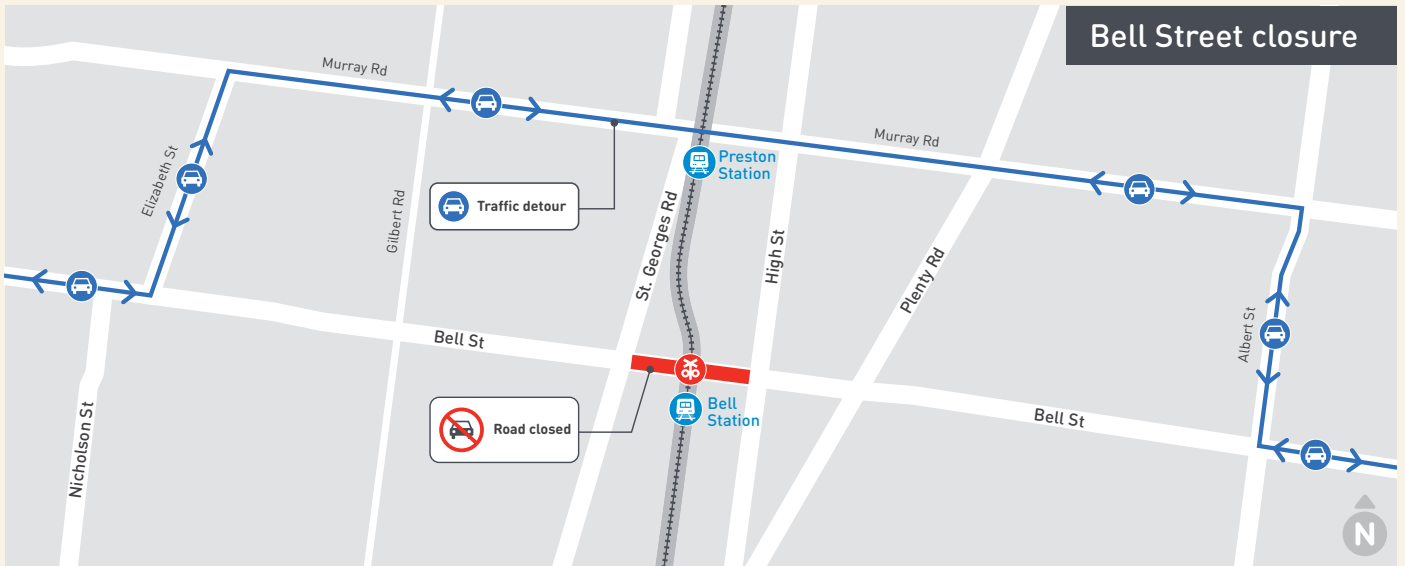 Bell Street closure
Murray Rd
Murray Rd
Elizabeth St
Preston
Station
Traffic detour
Gilbert Rd
St. Georges Rd
High St
Plenty Rd
Albert St
Bell St
Bell
Station
Bell St
Road closed
Nicholson St
N